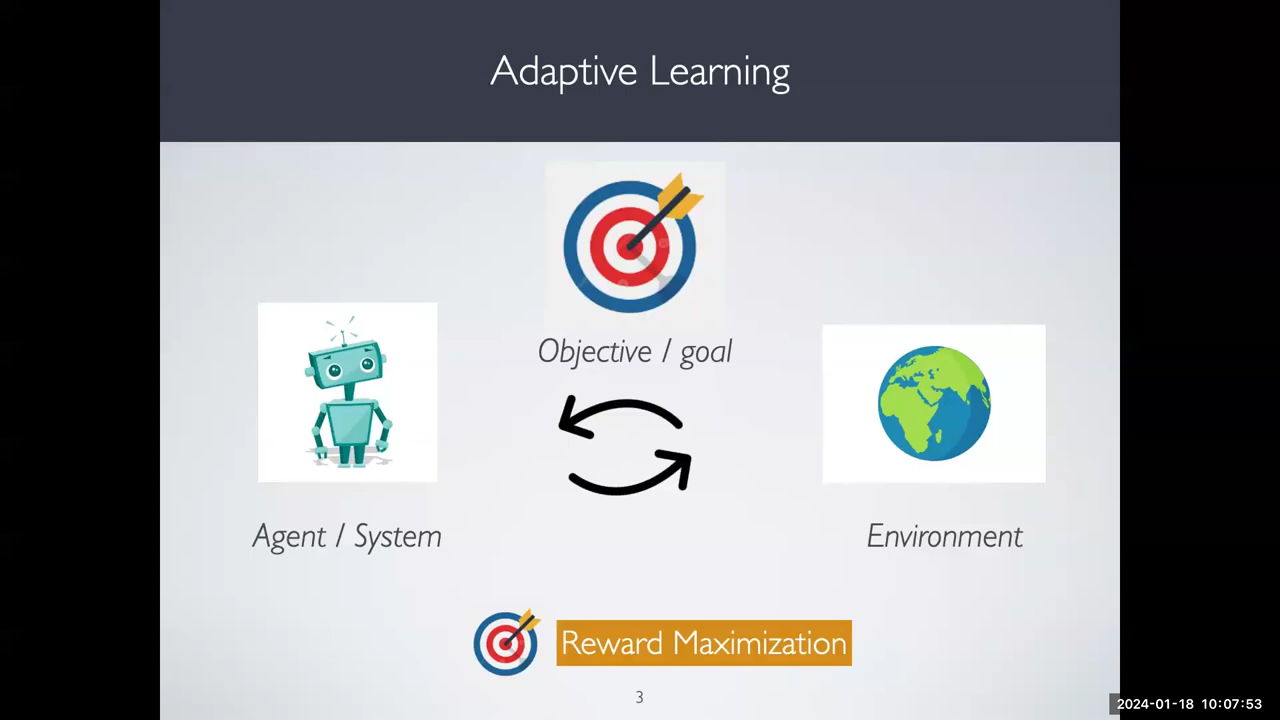 Adaptive Learning
Objective / goal
Agent / System
Environment
Reward Maximization
3
2024-01-18 10:07:53